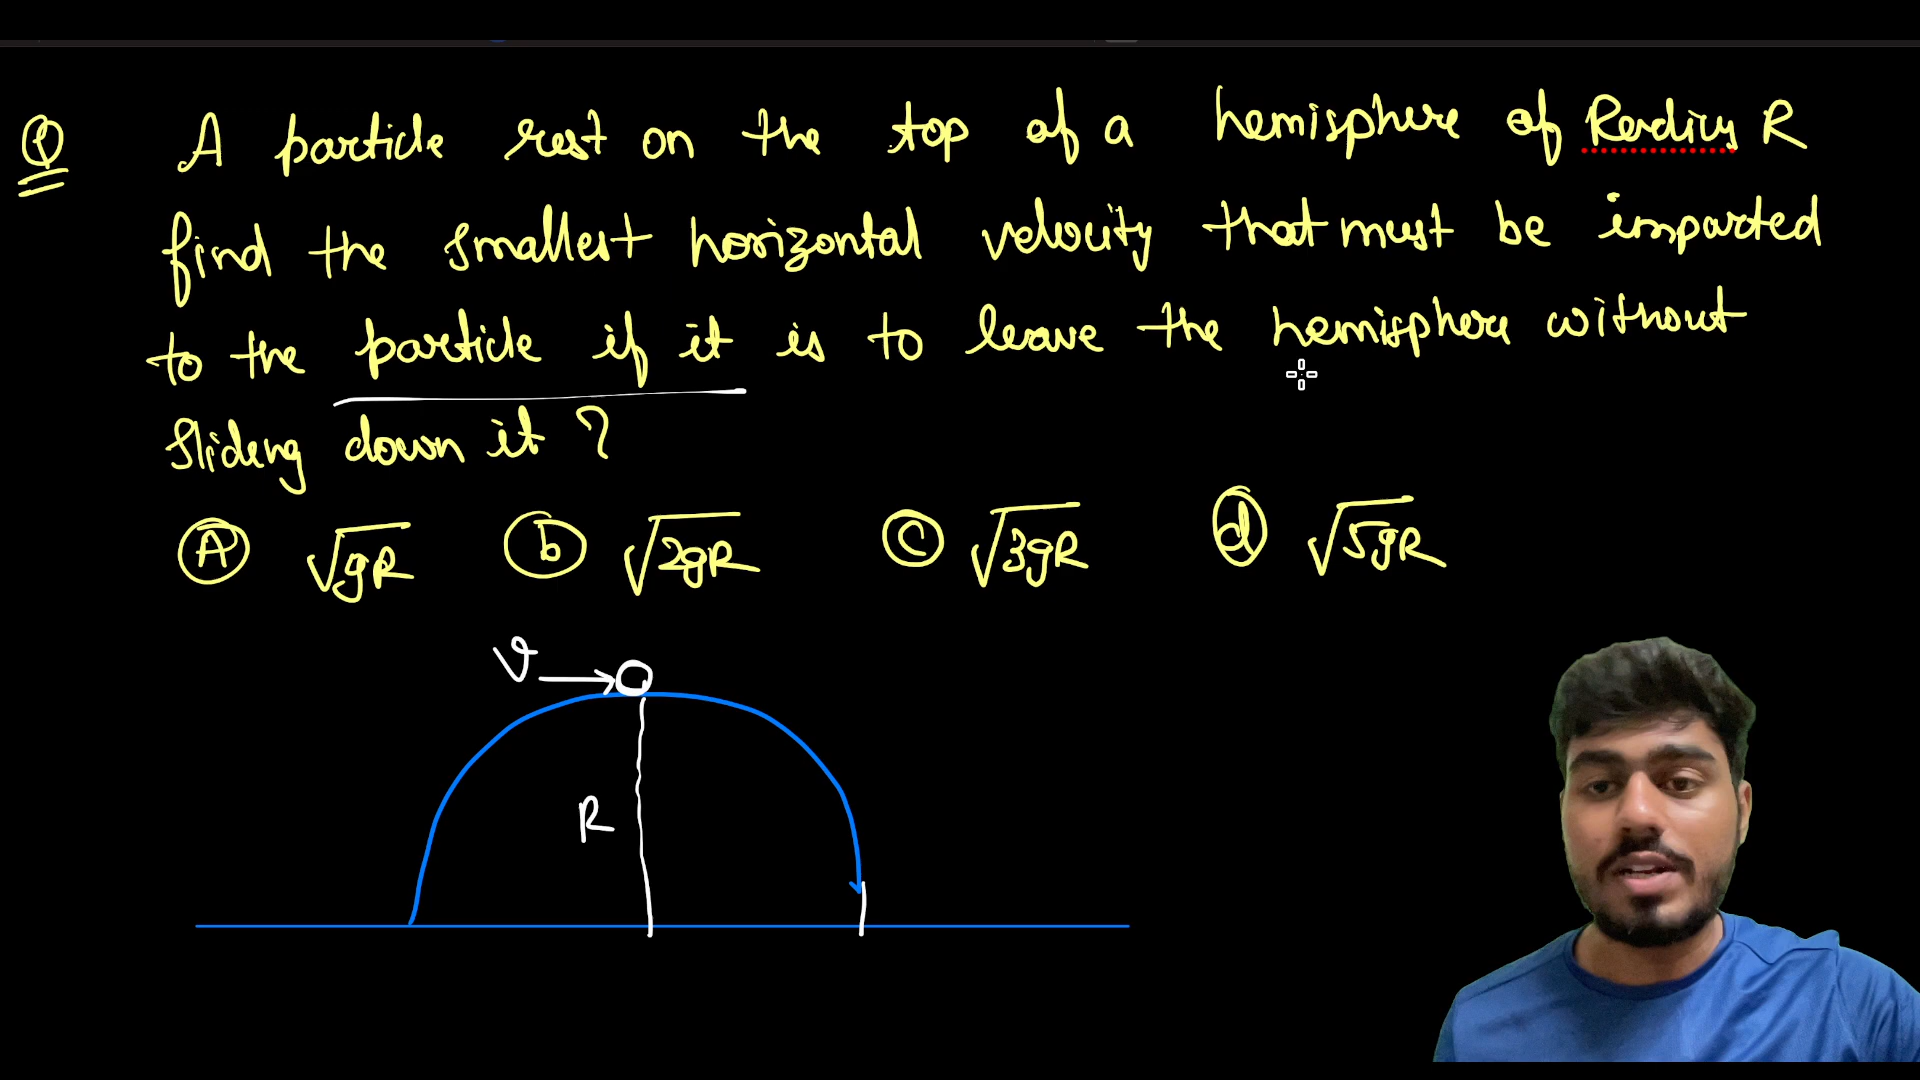 Q A particle rest on the top of a hemisphere of Radius R
find the smallest horizontal velocity that must be imparted
to the particle if it is to leave the hemisphere without
sliding down it ?
A √gR b √2gR c √3gR d √5gR
v
R